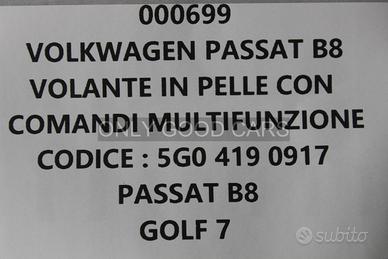 000699
VOLKWAGEN PASSAT B8
VOLANTE IN PELLE CON
COMANDI MULTIFUNZIONE
ONLY GOOD CARS
CODICE : 5G0 419 0917
PASSAT B8
GOLF 7
subito